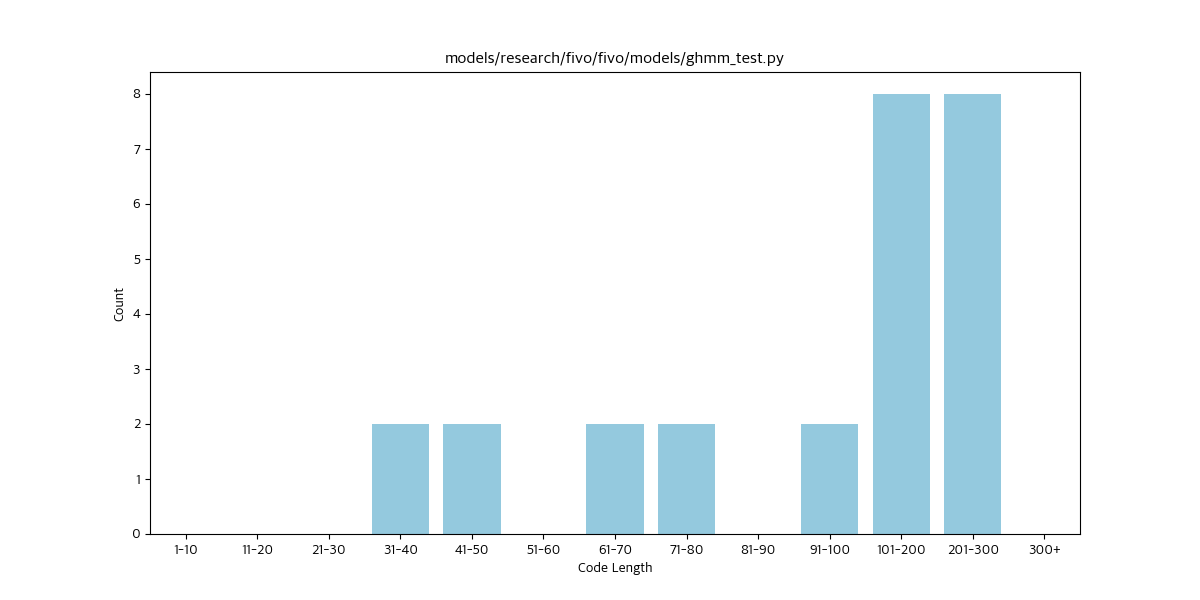 models/research/fivo/fivo/models/ghmm_test.py
8
7
6
5
4
3
2
1
0
Count
1-10 11-20 21-30 31-40 41-50 51-60 61-70 71-80 81-90 91-100 101-200 201-300 300+
Code Length